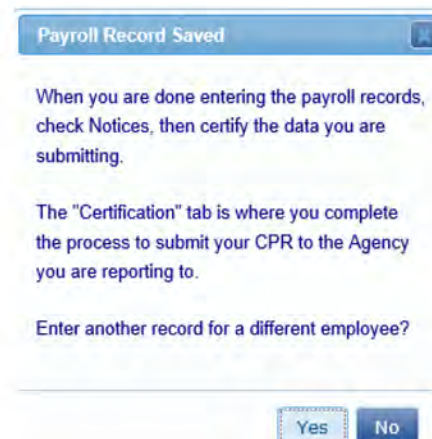 Payroll Record Saved
When you are done entering the payroll records,
check Notices, then certify the data you are
submitting.
The "Certification" tab is where you complete
the process to submit your CPR to the Agency
you are reporting to.
Enter another record for a different employee?
Yes No